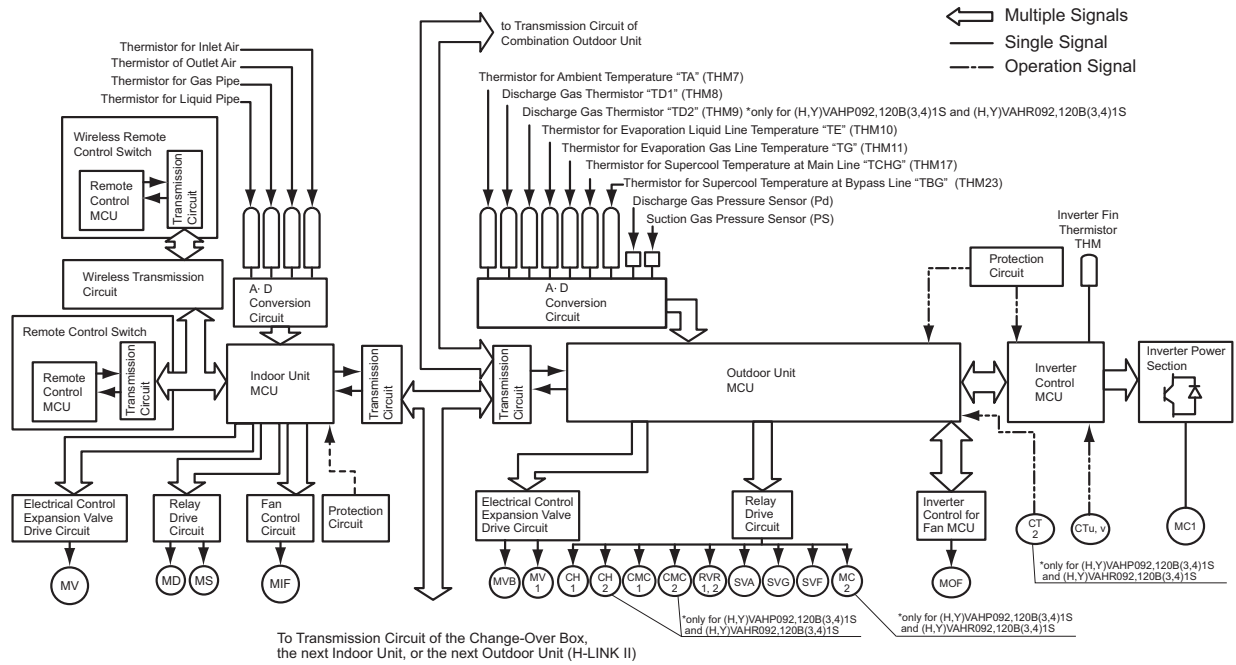 to Transmission Circuit of
Combination Outdoor Unit
Multiple Signals
Single Signal
Operation Signal
Thermistor for Inlet Air
Thermistor of Outlet Air
Thermistor for Gas Pipe
Thermistor for Liquid Pipe
Thermistor for Ambient Temperature “TA” (THM7)
Discharge Gas Thermistor “TD1” (THM8)
Discharge Gas Thermistor “TD2” (THM9) *only for (H,Y)VAHP092,120B(3,4)1S and (H,Y)VAHR092,120B(3,4)1S
Thermistor for Evaporation Liquid Line Temperature “TE” (THM10)
Thermistor for Evaporation Gas Line Temperature “TG” (THM11)
Thermistor for Supercool Temperature at Main Line “TCHG” (THM17)
Thermistor for Supercool Temperature at Bypass Line “TBG” (THM23)
Discharge Gas Pressure Sensor (Pd)
Suction Gas Pressure Sensor (PS)
Wireless Remote
Control Switch
Remote
Control
MCU
Transmission
Circuit
Wireless Transmission
Circuit
A· D
Conversion
Circuit
A· D
Conversion
Circuit
Inverter Fin
Thermistor
THM
Protection
Circuit
Remote Control Switch
Remote
Control
MCU
Transmission
Circuit
Indoor Unit
MCU
Transmission
Circuit
Transmission
Circuit
Outdoor Unit
MCU
Inverter
Control
MCU
Inverter Power
Section
Electrical Control
Expansion Valve
Drive Circuit
Relay
Drive
Circuit
Fan
Control
Circuit
Protection
Circuit
Electrical Control
Expansion Valve
Drive Circuit
Relay
Drive
Circuit
Inverter
Control for
Fan MCU
CT
2
CTu, v
MC1
MV
MD
MS
MIF
MVB
MV
1
CH
1
CH
2
CMC
1
CMC
2
RVR
1, 2
SVA
SVG
SVF
MC
2
MOF
*only for (H,Y)VAHP092,120B(3,4)1S
and (H,Y)VAHR092,120B(3,4)1S
*only for (H,Y)VAHP092,120B(3,4)1S
and (H,Y)VAHR092,120B(3,4)1S
*only for (H,Y)VAHP092,120B(3,4)1S
and (H,Y)VAHR092,120B(3,4)1S
To Transmission Circuit of the Change-Over Box,
the next Indoor Unit, or the next Outdoor Unit (H-LINK II)